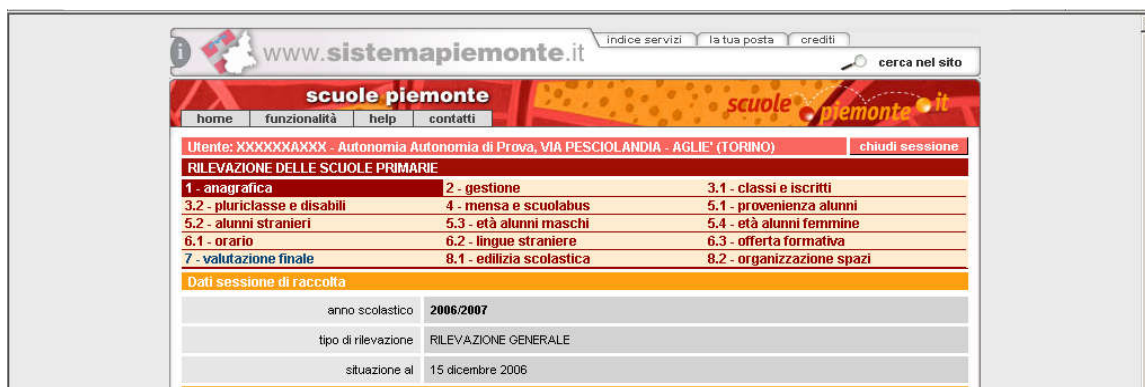 indice servizi la tua posta crediti
i www.sistemapiemonte.it
cerca nel sito
scuole piemonte
scuole piemonte.it
home funzionalità help contatti
Utente: XXXXXXAXXX - Autonomia Autonomia di Prova, VIA PESCIOLANDIA - AGLIE' (TORINO) chiudi sessione
RILEVAZIONE DELLE SCUOLE PRIMARIE
1 - anagrafica 2 - gestione 3.1 - classi e iscritti
3.2 - pluriclasse e disabili 4 - mensa e scuolabus 5.1 - provenienza alunni
5.2 - alunni stranieri 5.3 - età alunni maschi 5.4 - età alunni femmine
6.1 - orario 6.2 - lingue straniere 6.3 - offerta formativa
7 - valutazione finale 8.1 - edilizia scolastica 8.2 - organizzazione spazi
Dati sessione di raccolta
anno scolastico 2006/2007
tipo di rilevazione RILEVAZIONE GENERALE
situazione al 15 dicembre 2006